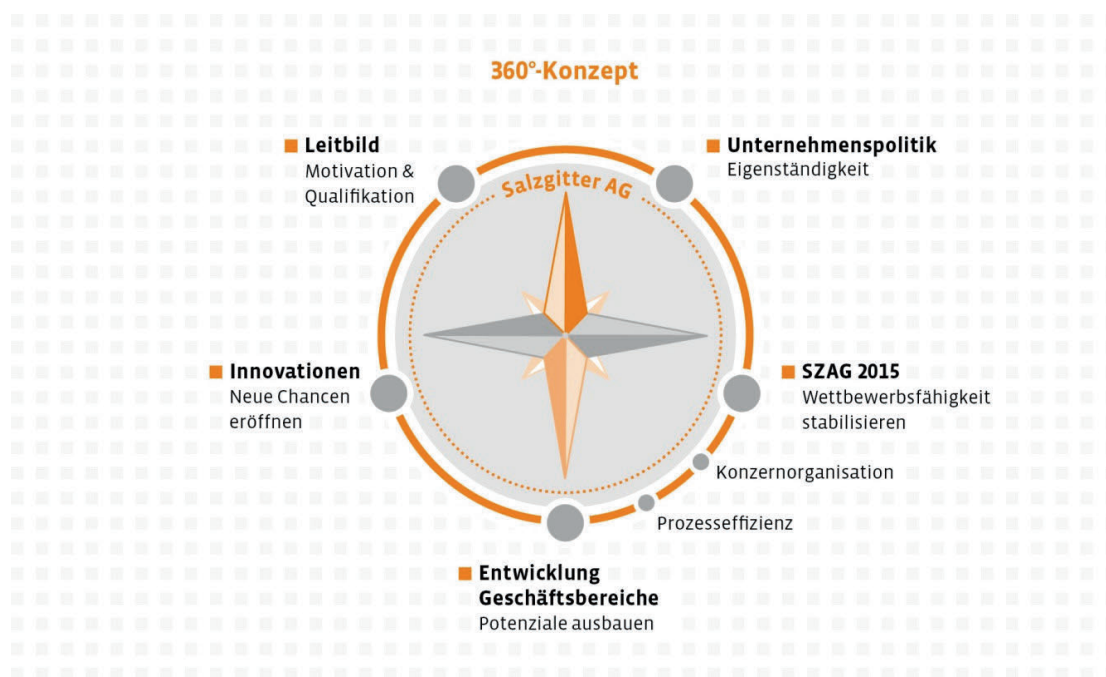 360°-Konzept
Leitbild
Motivation &
Qualifikation
Unternehmenspolitik
Eigenständigkeit
Salzgitter AG
Innovationen
Neue Chancen
eröffnen
SZAG 2015
Wettbewerbsfähigkeit
stabilisieren
Konzernorganisation
Prozesseffizienz
Entwicklung
Geschäftsbereiche
Potenziale ausbauen